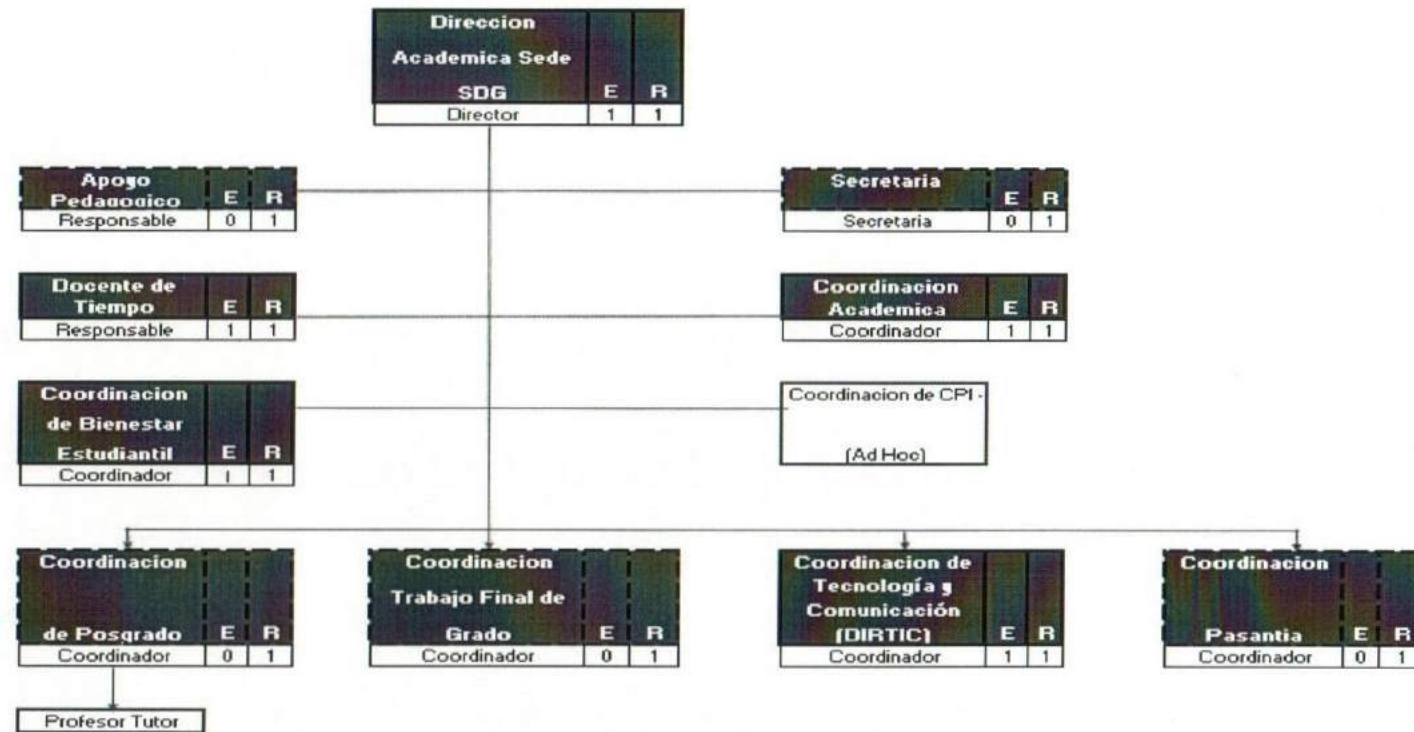 Direccion
Academica Sede
SDG E R
Director 1 1
Apoyo
Pedagogico E R
Responsable 0 1
Secretaria
E R
Secretaria 0 1
Docente de
Tiempo E R
Responsable 1 1
Coordinacion
Academica E R
Coordinador 1 1
Coordinacion
de Bienestar
Estudiantil E R
Coordinador 1 1
Coordinacion de CPI -
(Ad Hoc)
Coordinacion
de Posgrado E R
Coordinador 0 1
Coordinacion
Trabajo Final de
Grado E R
Coordinador 0 1
Coordinacion de
Tecnología y
Comunicación
(DIRTIC) E R
Coordinador 1 1
Coordinacion
Pasantia E R
Coordinador 0 1
Profesor Tutor